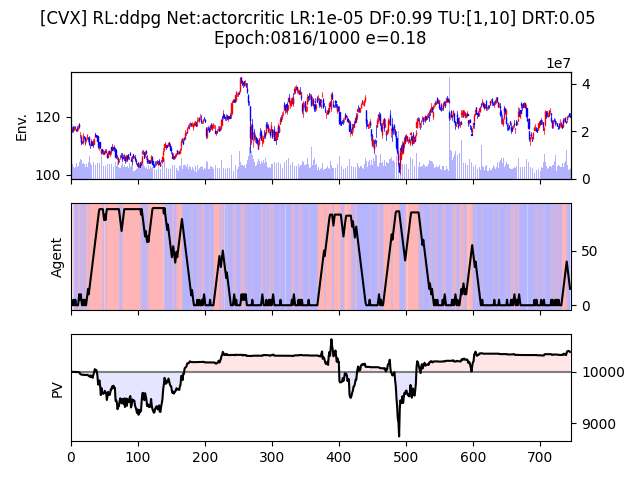 [CVX] RL:ddpg Net:actorcritic LR:1e-05 DF:0.99 TU:[1,10] DRT:0.05
Epoch:0816/1000 e=0.18
1e7
Env.
120
100
4
2
0
Agent
50
0
PV
10000
9000
0 100 200 300 400 500 600 700